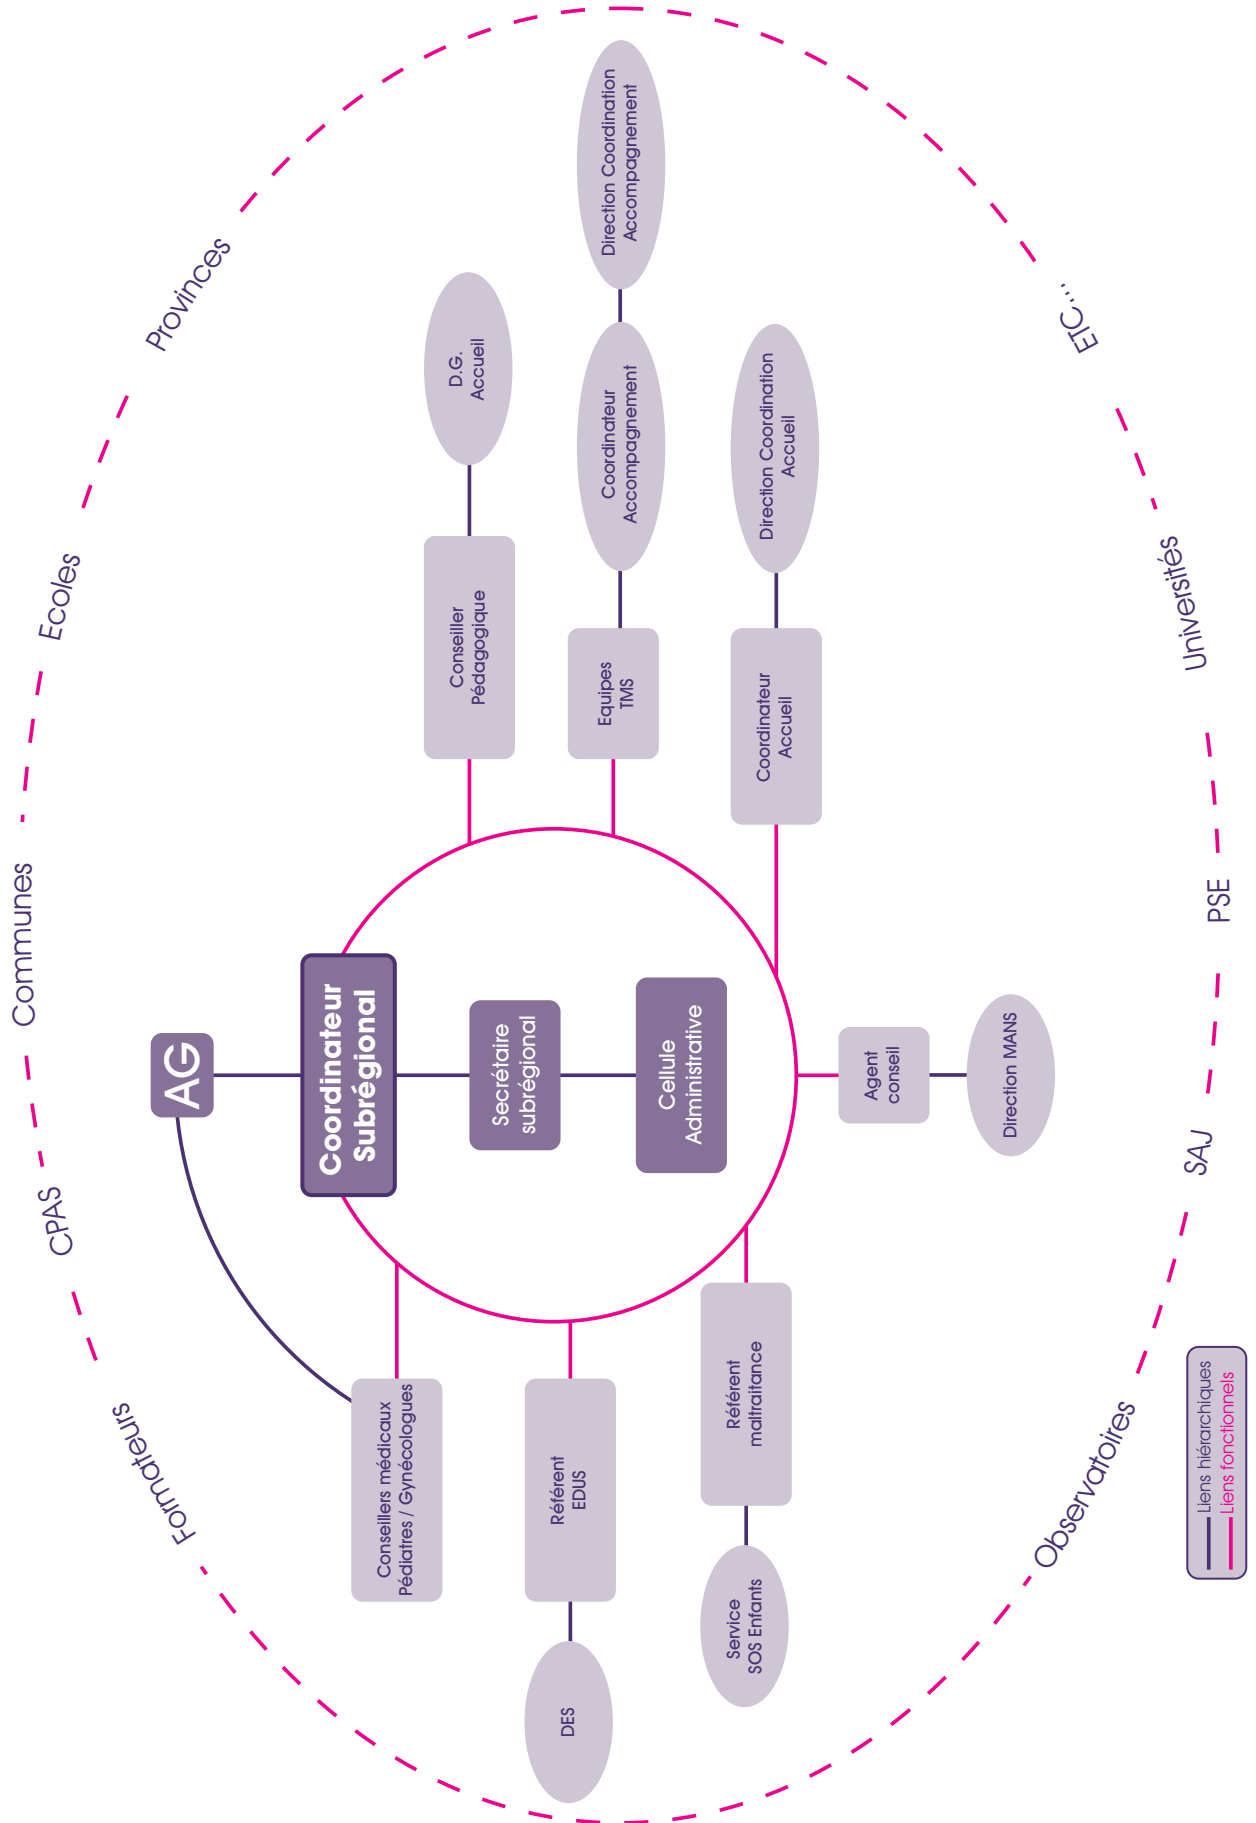 Formateurs
CPAS
Communes
Ecoles
Provinces
AG
Coordinateur
Subrégional
Secrétaire
subrégional
Cellule
Administrative
Conseillers médicaux
Pédiatres / Gynécologues
Référent
EDUS
DES
Référent
maltraitance
Service
SOS Enfants
Agent
conseil
Direction MANS
Conseiller
Pédagogique
D.G.
Accueil
Equipes
TMS
Coordinateur
Accompagnement
Direction Coordination
Accompagnement
Coordinateur
Accueil
Direction Coordination
Accueil
Observatoires
SAJ
PSE
Universités
ETC...
Liens hiérarchiques
Liens fonctionnels